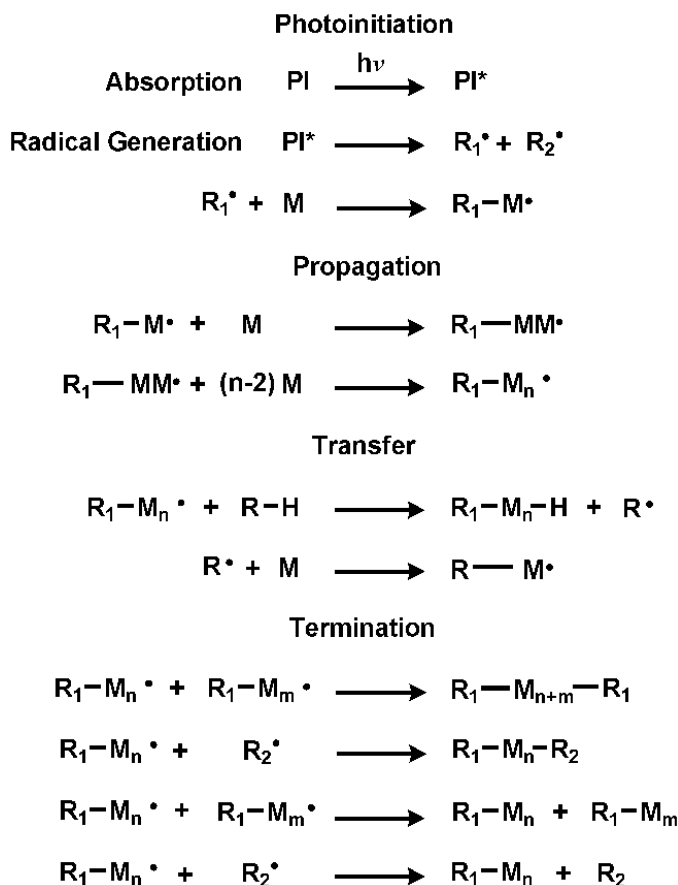 Photoinitiation
Absorption PI hν PI*
Radical Generation PI* R₁• + R₂•
R₁• + M R₁–M•
Propagation
R₁–M• + M R₁—MM•
R₁— MM• + (n-2) M R₁–Mₙ •
Transfer
R₁–Mₙ • + R–H R₁–Mₙ–H + R•
R• + M R— M•
Termination
R₁–Mₙ • + R₁–Mₘ • R₁—Mₙ₊ₘ—R₁
R₁–Mₙ • + R₂• R₁–Mₙ–R₂
R₁–Mₙ • + R₁–Mₘ• R₁–Mₙ + R₁–Mₘ
R₁–Mₙ • + R₂• R₁–Mₙ + R₂